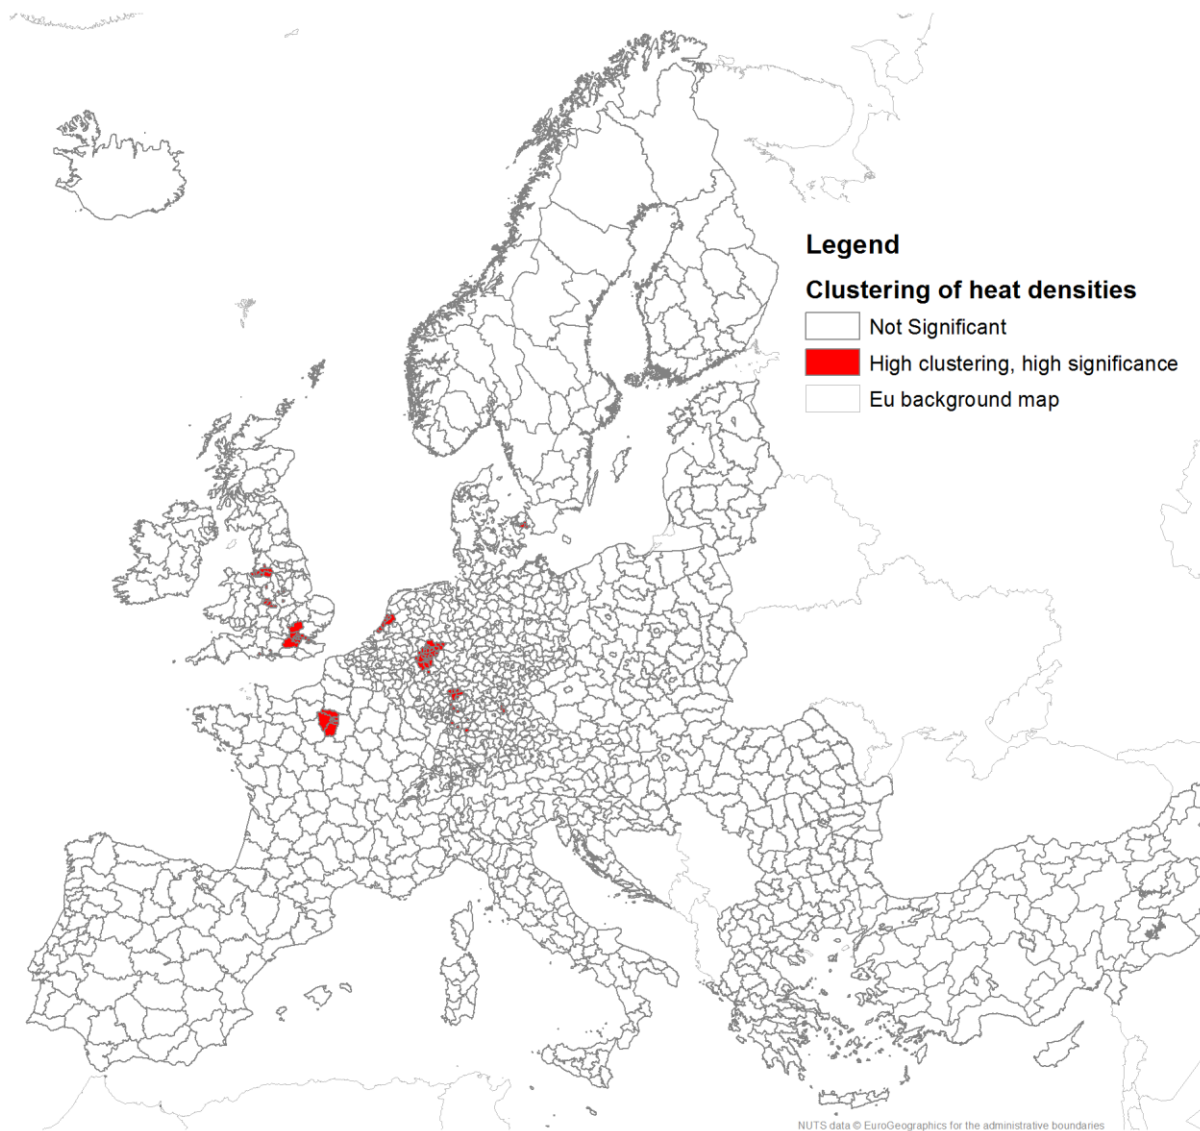 Legend
Clustering of heat densities
Not Significant
High clustering, high significance
Eu background map
NUTS data © EuroGeographics for the administrative boundaries